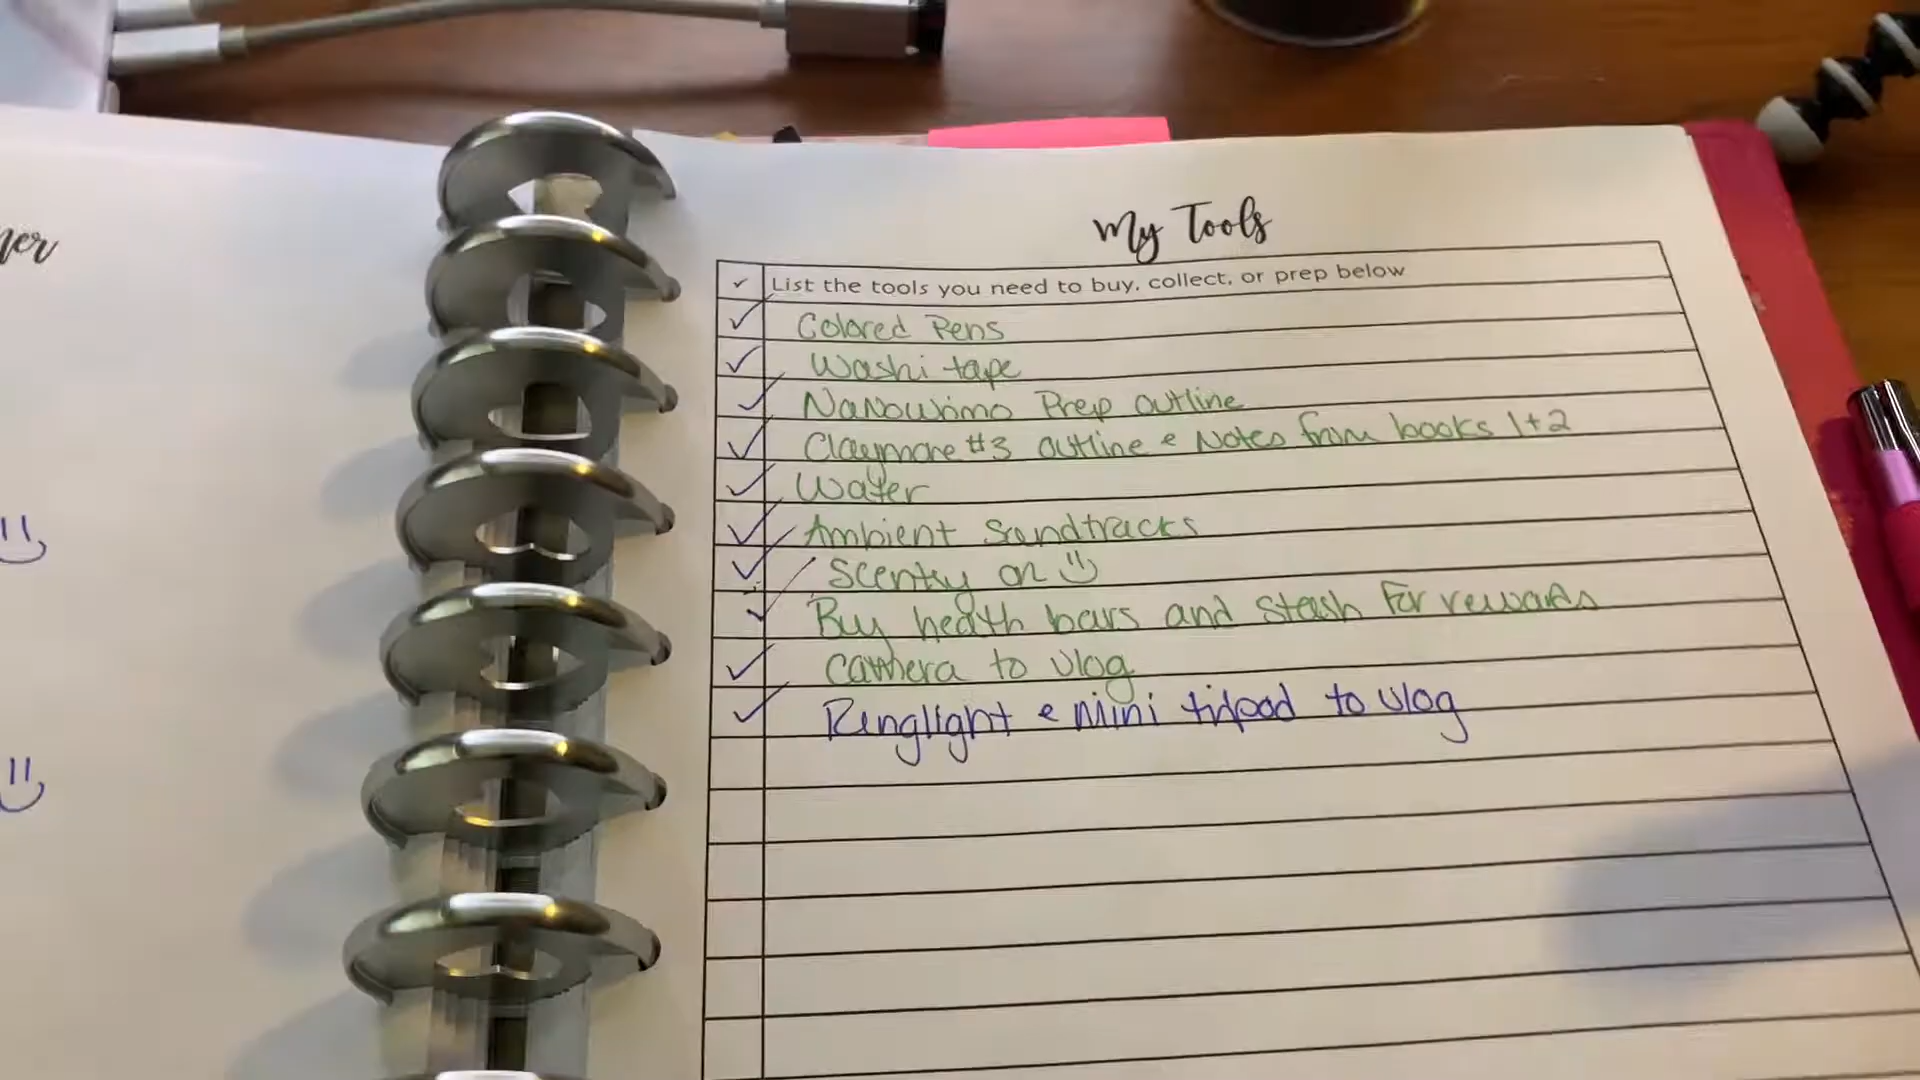 ner
My Tools
✓ List the tools you need to buy, collect, or prep below
✓ Colored Pens
✓ Washi tape
✓ NaNoWrimo Prep outline
✓ Claymore #3 outline & Notes from books 1+2
✓ Water
✓ Ambient Soundtracks
✓ Scentsy on
✓ Buy health bars and stash for rewards
✓ Camera to vlog
✓ Ringlight & mini tripod to vlog